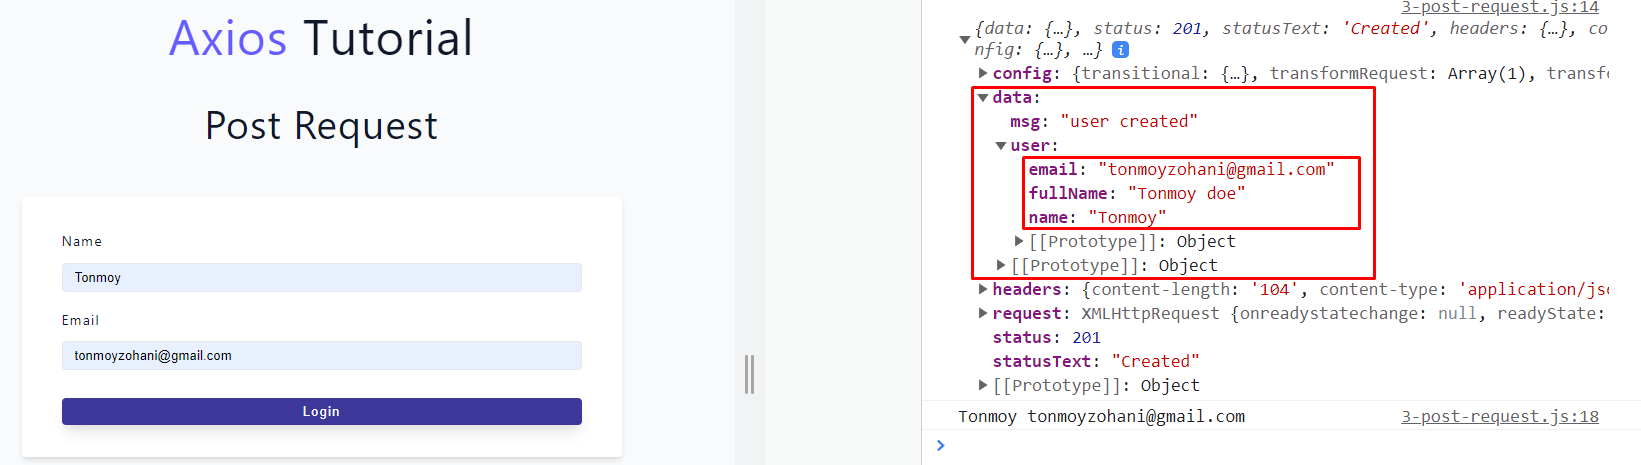 Axios Tutorial
Post Request
Name
Tonmoy
Email
tonmoyzohani@gmail.com
Login
3-post-request.js:14
{data: {…}, status: 201, statusText: 'Created', headers: {…}, co
nfig: {…}, …} i
config: {transitional: {…}, transformRequest: Array(1), transfo
data:
msg: "user created"
user:
email: "tonmoyzohani@gmail.com"
fullName: "Tonmoy doe"
name: "Tonmoy"
[[Prototype]]: Object
[[Prototype]]: Object
headers: {content-length: '104', content-type: 'application/jso
request: XMLHttpRequest {onreadystatechange: null, readyState:
status: 201
statusText: "Created"
[[Prototype]]: Object
Tonmoy tonmoyzohani@gmail.com 3-post-request.js:18